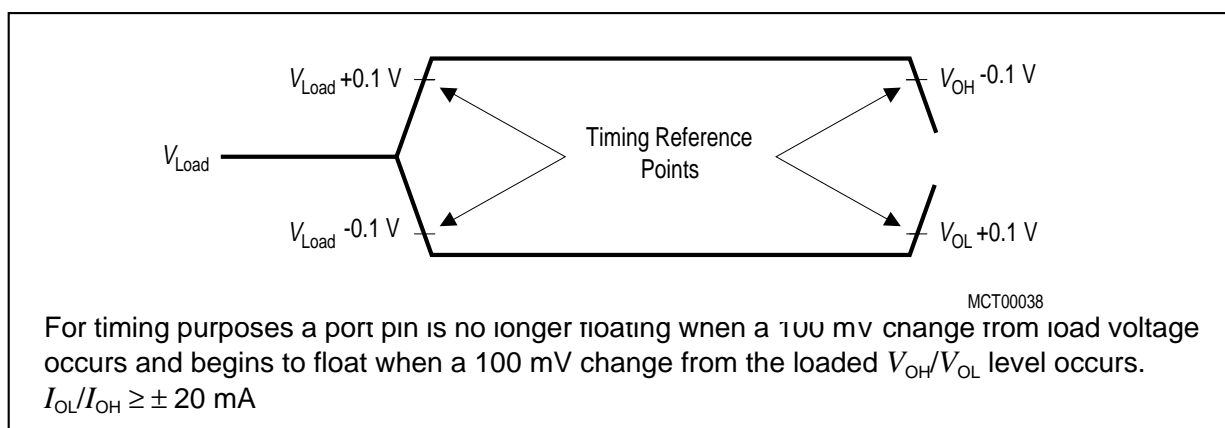 V_Load +0.1 V
V_OH -0.1 V
Timing Reference
Points
V_Load
V_Load -0.1 V
V_OL +0.1 V
MCT00038
For timing purposes a port pin is no longer floating when a 100 mV change from load voltage
occurs and begins to float when a 100 mV change from the loaded V_OH/V_OL level occurs.
I_OL/I_OH ≥ ± 20 mA